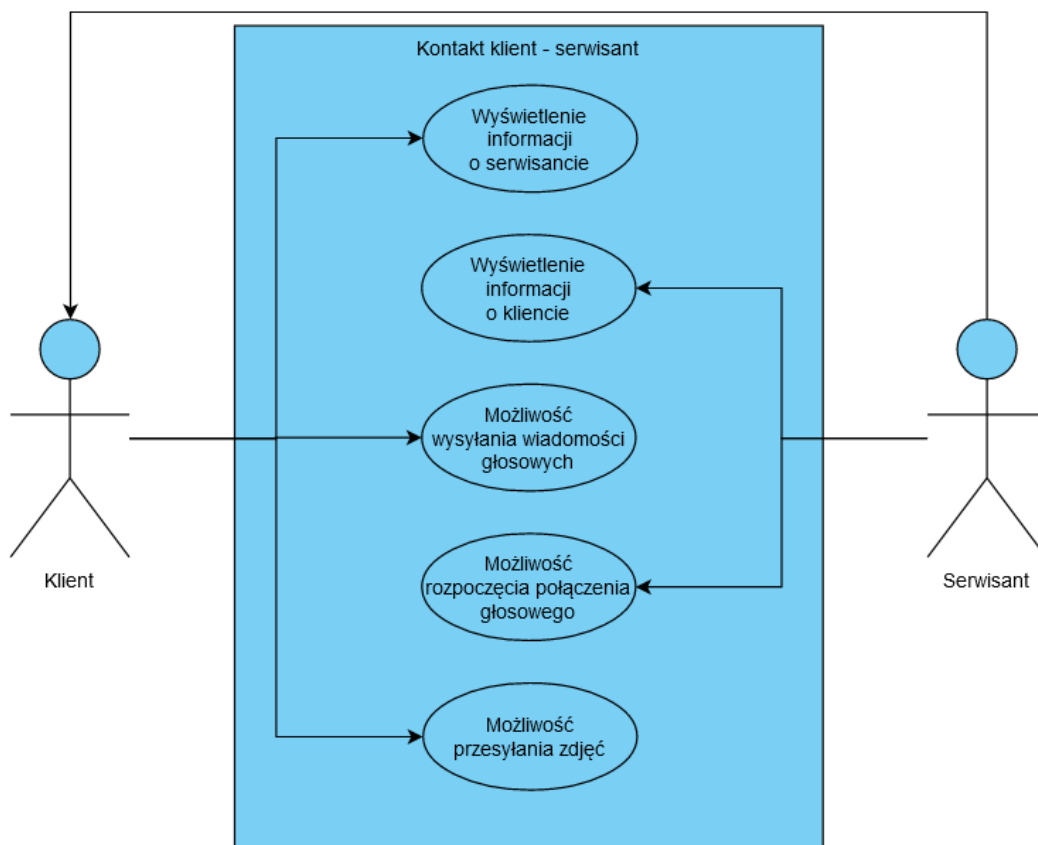 Kontakt klient - serwisant
Wyświetlenie
informacji
o serwisancie
Wyświetlenie
informacji
o kliencie
Możliwość
wysyłania wiadomości
głosowych
Możliwość
rozpoczęcia połączenia
głosowego
Możliwość
przesyłania zdjęć
Klient
Serwisant